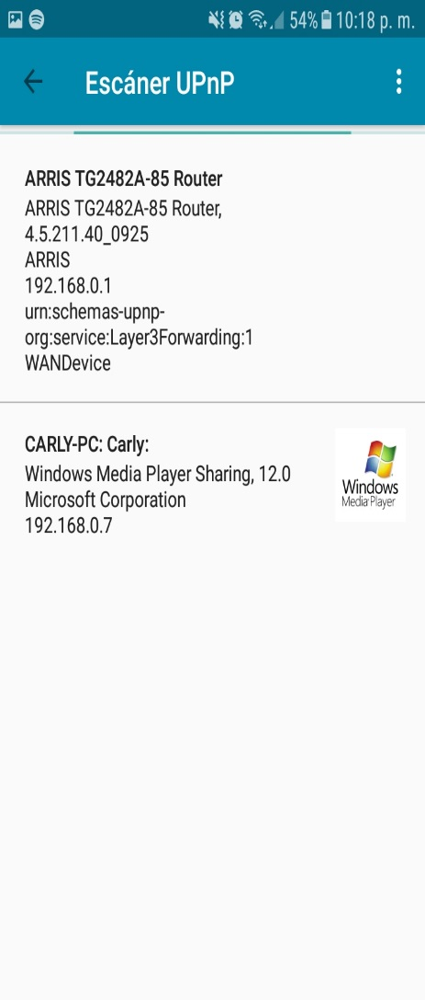 54% 10:18 p. m.
Escáner UPnP
ARRIS TG2482A-85 Router
ARRIS TG2482A-85 Router,
4.5.211.40_0925
ARRIS
192.168.0.1
urn:schemas-upnp-
org:service:Layer3Forwarding:1
WANDevice
CARLY-PC: Carly:
Windows Media Player Sharing, 12.0
Microsoft Corporation
192.168.0.7
Windows
Media Player